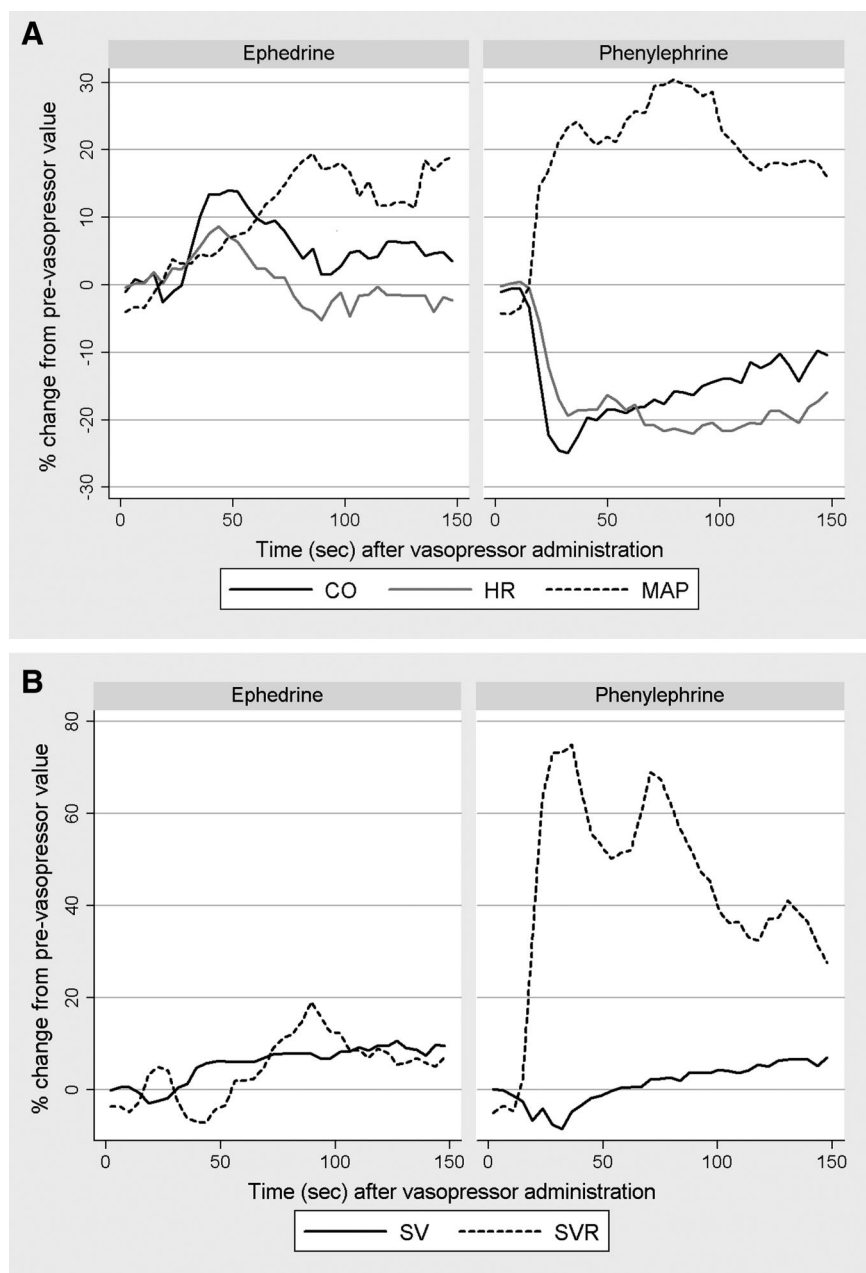 A
Ephedrine Phenylephrine
% change from pre-vasopressor value
30
20
10
0
-10
-20
-30
0 50 100 150 0 50 100 150
Time (sec) after vasopressor administration
CO HR MAP
B
Ephedrine Phenylephrine
% change from pre-vasopressor value
80
60
40
20
0
0 50 100 150 0 50 100 150
Time (sec) after vasopressor administration
SV SVR